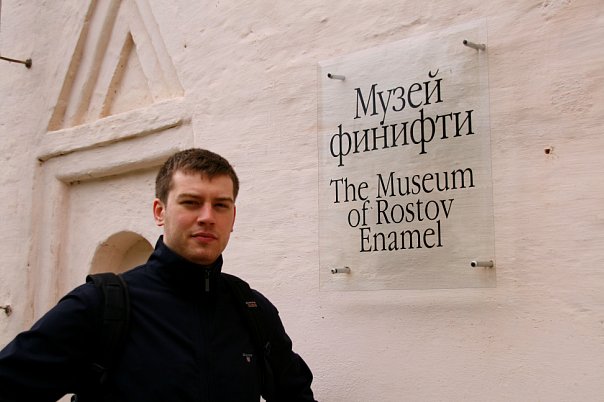 Музей
финифти
The Museum
of Rostov
Enamel